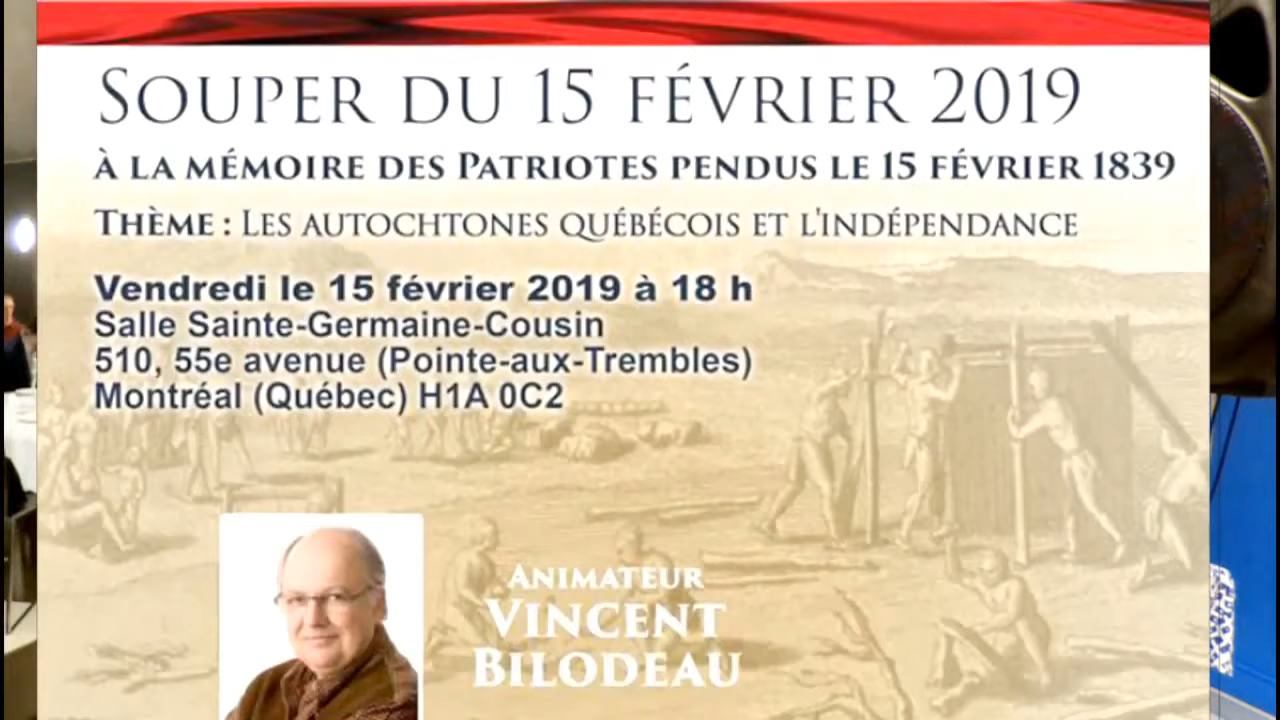 Souper du 15 février 2019
à la mémoire des Patriotes pendus le 15 février 1839
Thème : Les autochtones québécois et l'indépendance
Vendredi le 15 février 2019 à 18 h
Salle Sainte-Germaine-Cousin
510, 55e avenue (Pointe-aux-Trembles)
Montréal (Québec) H1A 0C2
Animateur
Vincent
Bilodeau